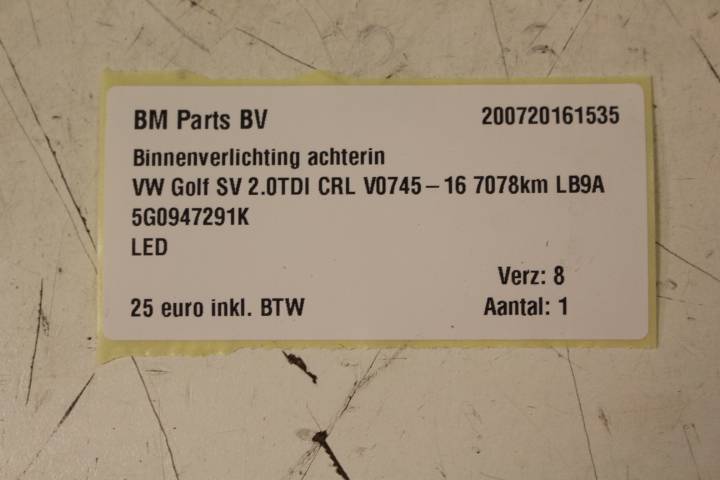 BM Parts BV 200720161535
Binnenverlichting achterin
VW Golf SV 2.0TDI CRL V0745-16 7078km LB9A
5G0947291K
LED
Verz: 8
25 euro inkl. BTW Aantal: 1